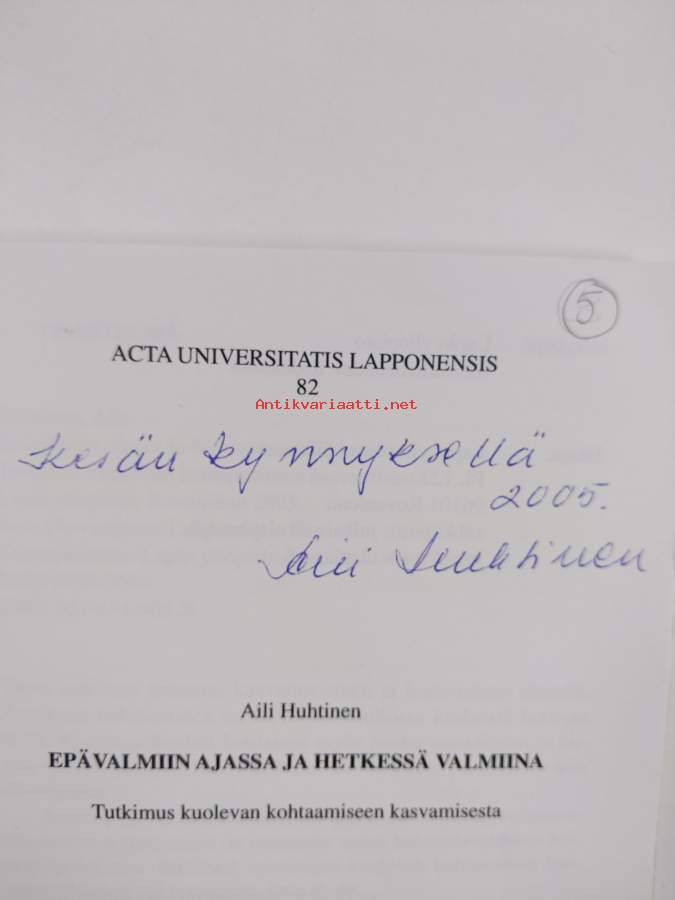 5
ACTA UNIVERSITATIS LAPPONENSIS
82
Antikvariaatti.net
Kesän kynnyksellä
2005.
Aili Huhtinen
Aili Huhtinen
EPÄVALMIIN AJASSA JA HETKESSÄ VALMIINA
Tutkimus kuolevan kohtaamiseen kasvamisesta